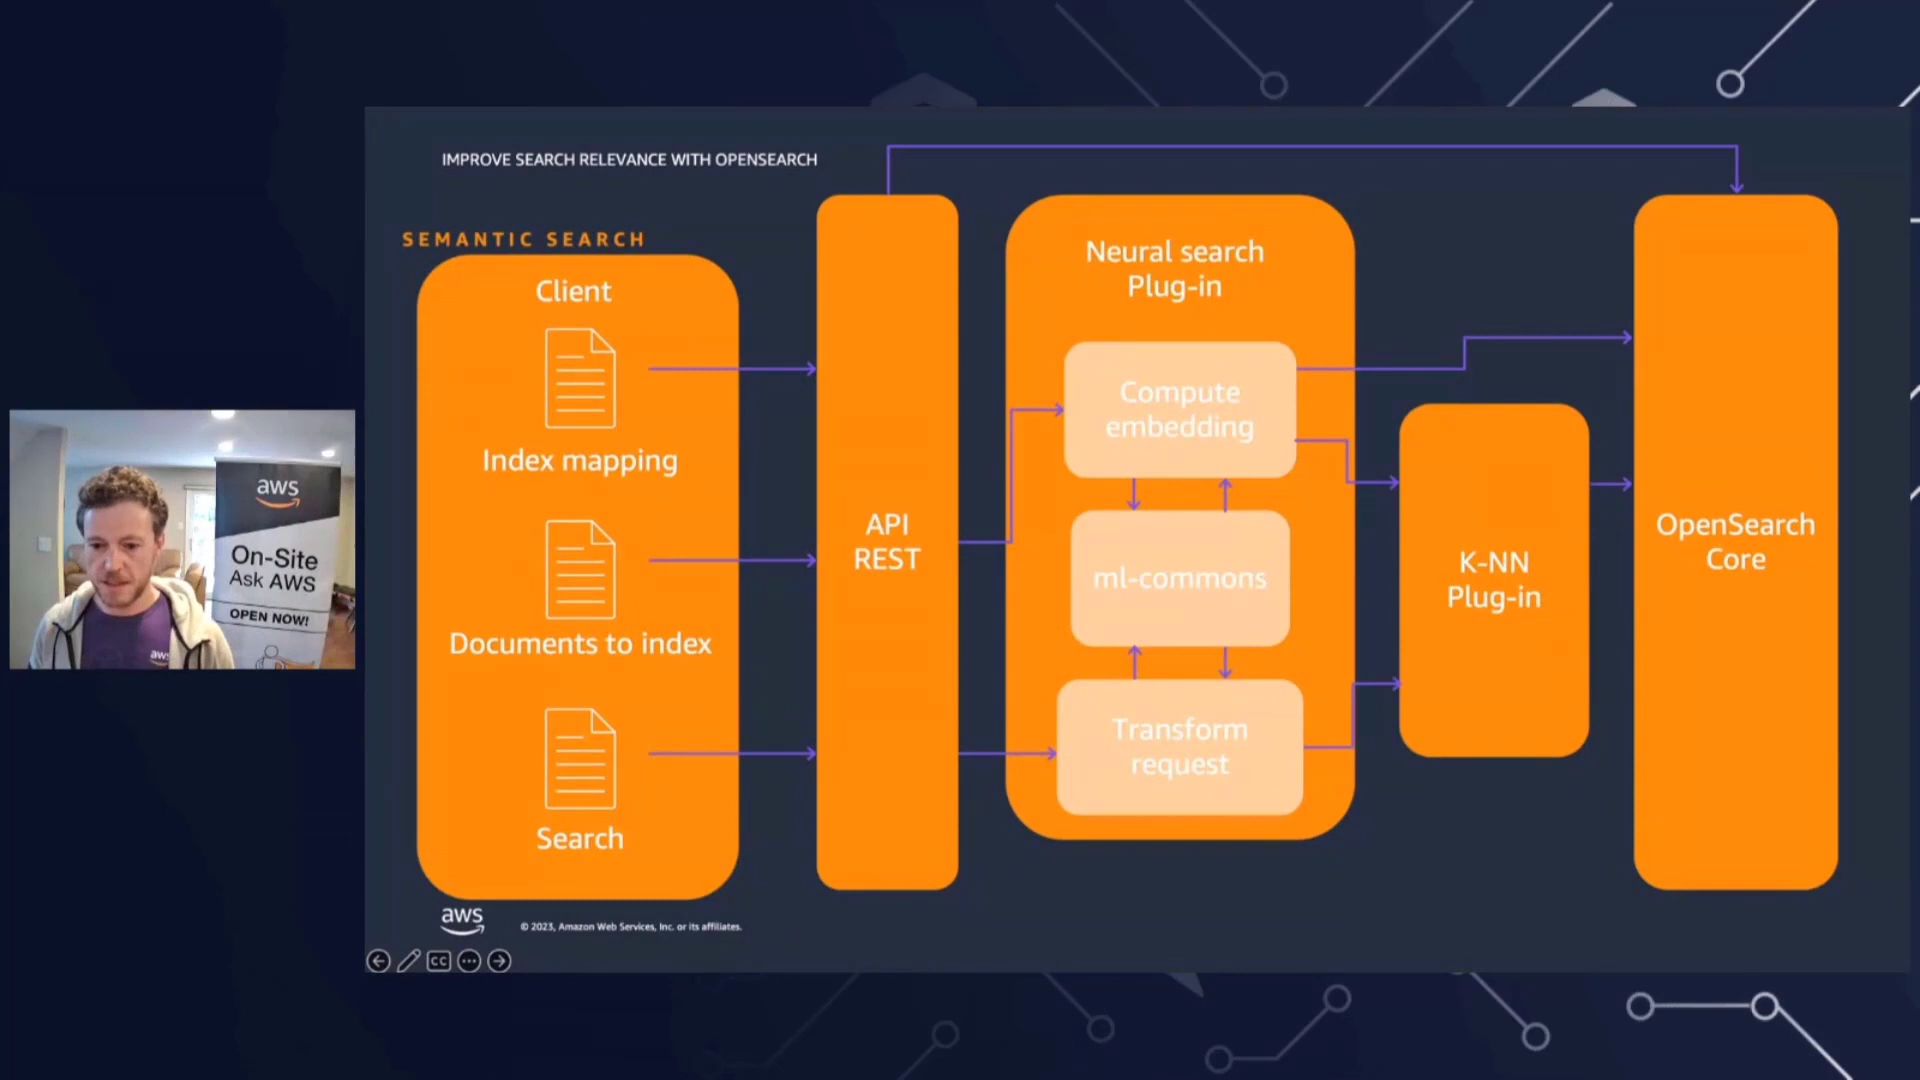 IMPROVE SEARCH RELEVANCE WITH OPENSEARCH
SEMANTIC SEARCH
Client
Index mapping
Documents to index
Search
API
REST
Neural search
Plug-in
Compute
embedding
ml-commons
Transform
request
K-NN
Plug-in
OpenSearch
Core
aws
© 2023, Amazon Web Services, Inc. or its affiliates.
CC
aws
On-Site
Ask AWS
OPEN NOW!
aws